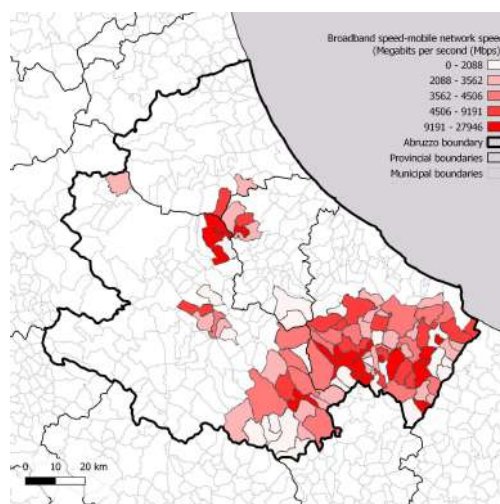 Broadband speed-mobile network speed
(Megabits per second (Mbps)
0 - 2088
2088 - 3562
3562 - 4506
4506 - 9191
9191 - 27946
Abruzzo boundary
Provincial boundaries
Municipal boundaries
0 10 20 km